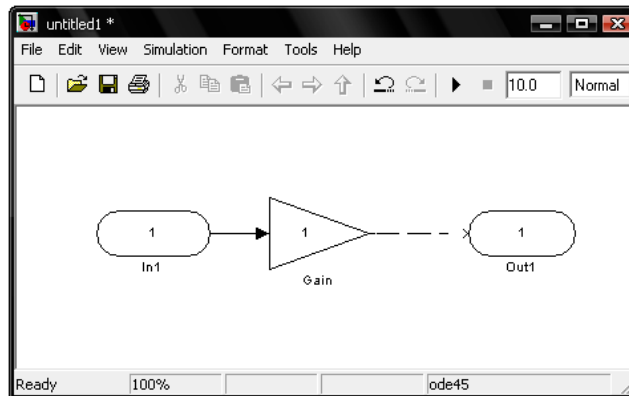 untitled1 *
File Edit View Simulation Format Tools Help
10.0 Normal
1 1 1
In1 Gain Out1
Ready 100% ode45